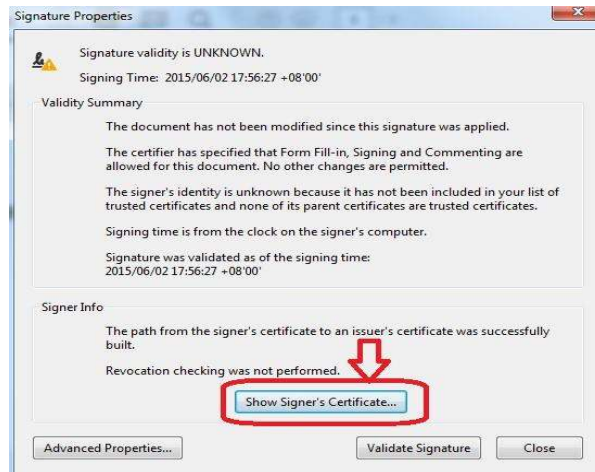 Signature Properties
Signature validity is UNKNOWN.
Signing Time: 2015/06/02 17:56:27 +08'00'
Validity Summary
The document has not been modified since this signature was applied.
The certifier has specified that Form Fill-in, Signing and Commenting are
allowed for this document. No other changes are permitted.
The signer's identity is unknown because it has not been included in your list of
trusted certificates and none of its parent certificates are trusted certificates.
Signing time is from the clock on the signer's computer.
Signature was validated as of the signing time:
2015/06/02 17:56:27 +08'00'
Signer Info
The path from the signer's certificate to an issuer's certificate was successfully
built.
Revocation checking was not performed.
Show Signer's Certificate...
Advanced Properties...
Validate Signature
Close